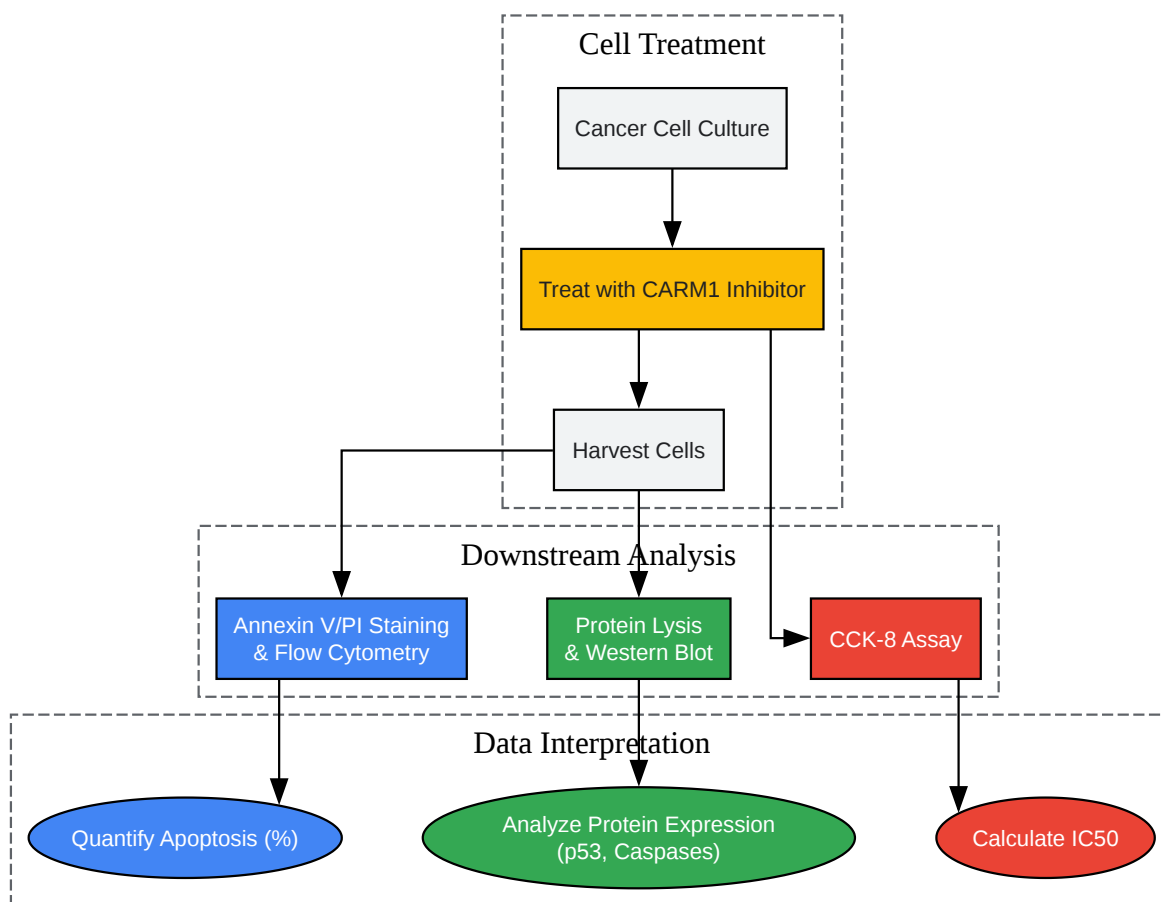 Cell Treatment
Cancer Cell Culture
Treat with CARM1 Inhibitor
Harvest Cells
Downstream Analysis
Annexin V/PI Staining
& Flow Cytometry
Protein Lysis
& Western Blot
CCK-8 Assay
Data Interpretation
Quantify Apoptosis (%)
Analyze Protein Expression
(p53, Caspases)
Calculate IC50